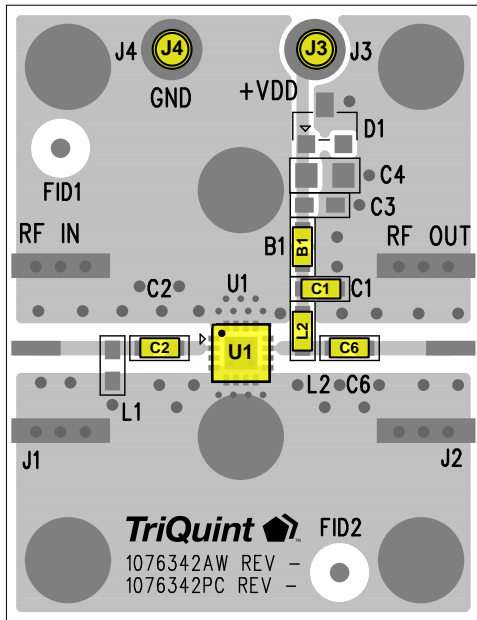 J4 J4 J3 J3
GND +VDD
D1
FID1
C4
C3
RF IN B1 B1 RF OUT
C2 U1 C1 C1
L2
C2 U1 C6
L1 L2 C6
J1 J2
TriQuint FID2
1076342AW REV -
1076342PC REV -